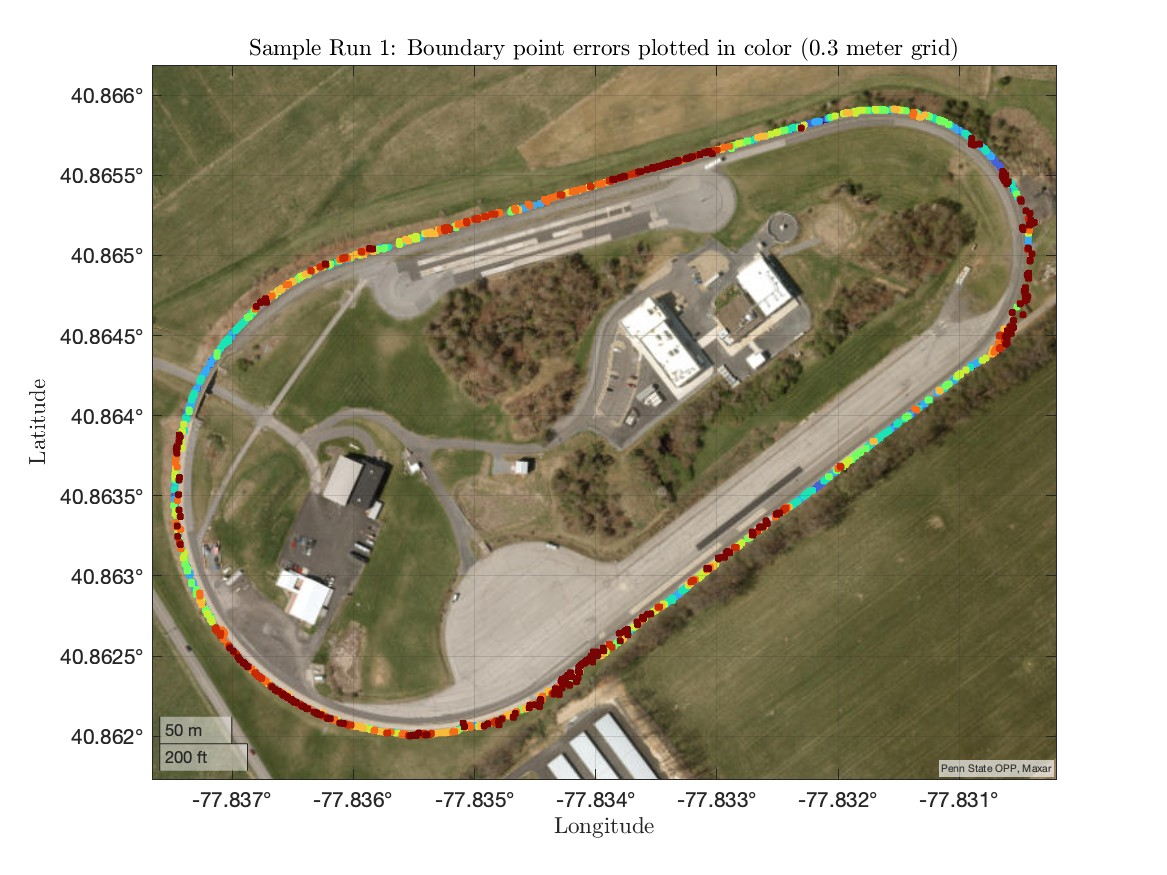 Sample Run 1: Boundary point errors plotted in color (0.3 meter grid)
40.866°
40.8655°
40.865°
40.8645°
40.864°
40.8635°
40.863°
40.8625°
40.862°
Latitude
50 m
200 ft
Penn State OPP, Maxar
-77.837°
-77.836°
-77.835°
-77.834°
-77.833°
-77.832°
-77.831°
Longitude